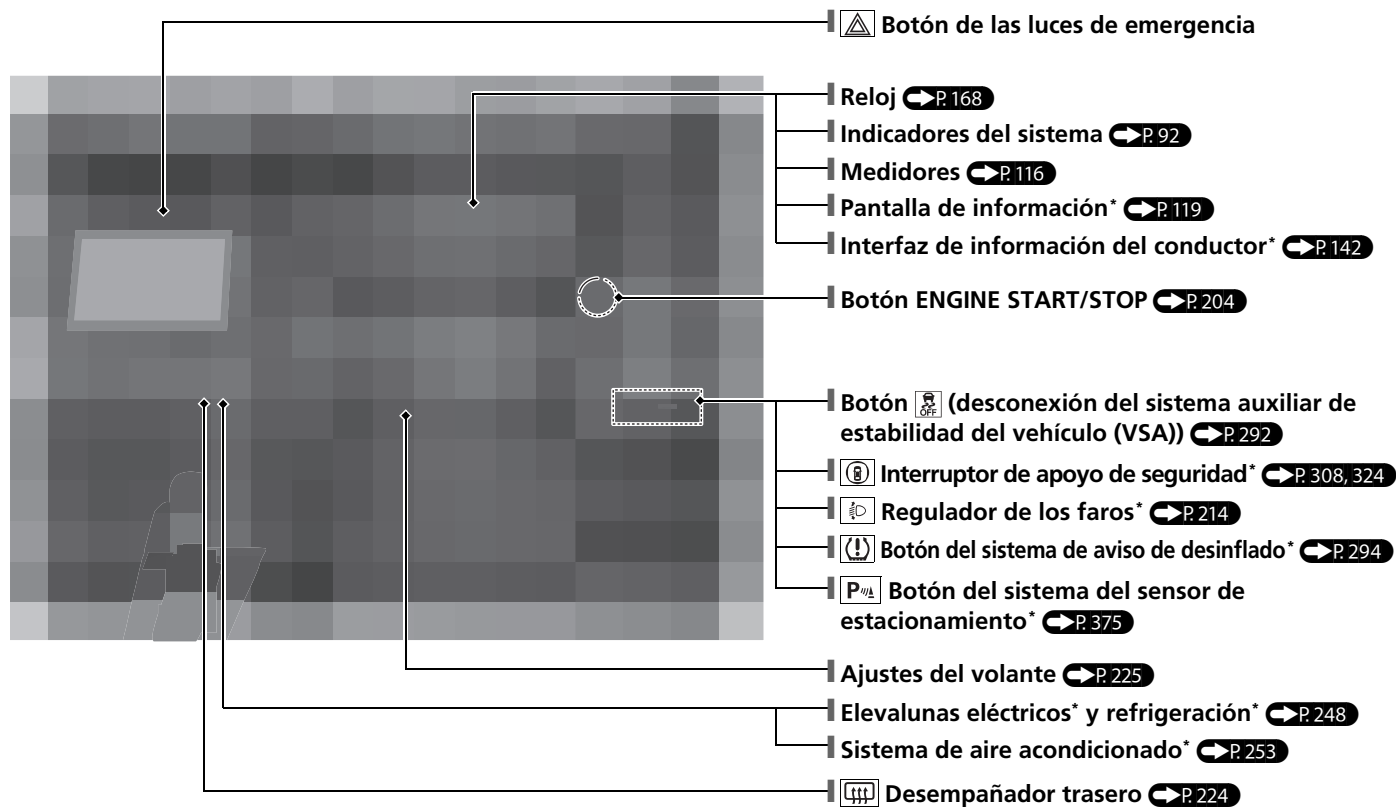 Botón de las luces de emergencia
Reloj P. 168
Indicadores del sistema P. 92
Medidores P. 116
Pantalla de información* P. 119
Interfaz de información del conductor* P. 142
Botón ENGINE START/STOP P. 204
Botón OFF (desconexión del sistema auxiliar de
estabilidad del vehículo (VSA)) P. 292
Interruptor de apoyo de seguridad* P. 308, 324
Regulador de los faros* P. 214
(!) Botón del sistema de aviso de desinflado* P. 294
P Botón del sistema del sensor de
estacionamiento* P. 375
Ajustes del volante P. 225
Elevalunas eléctricos* y refrigeración* P. 248
Sistema de aire acondicionado* P. 253
Desempañador trasero P. 224